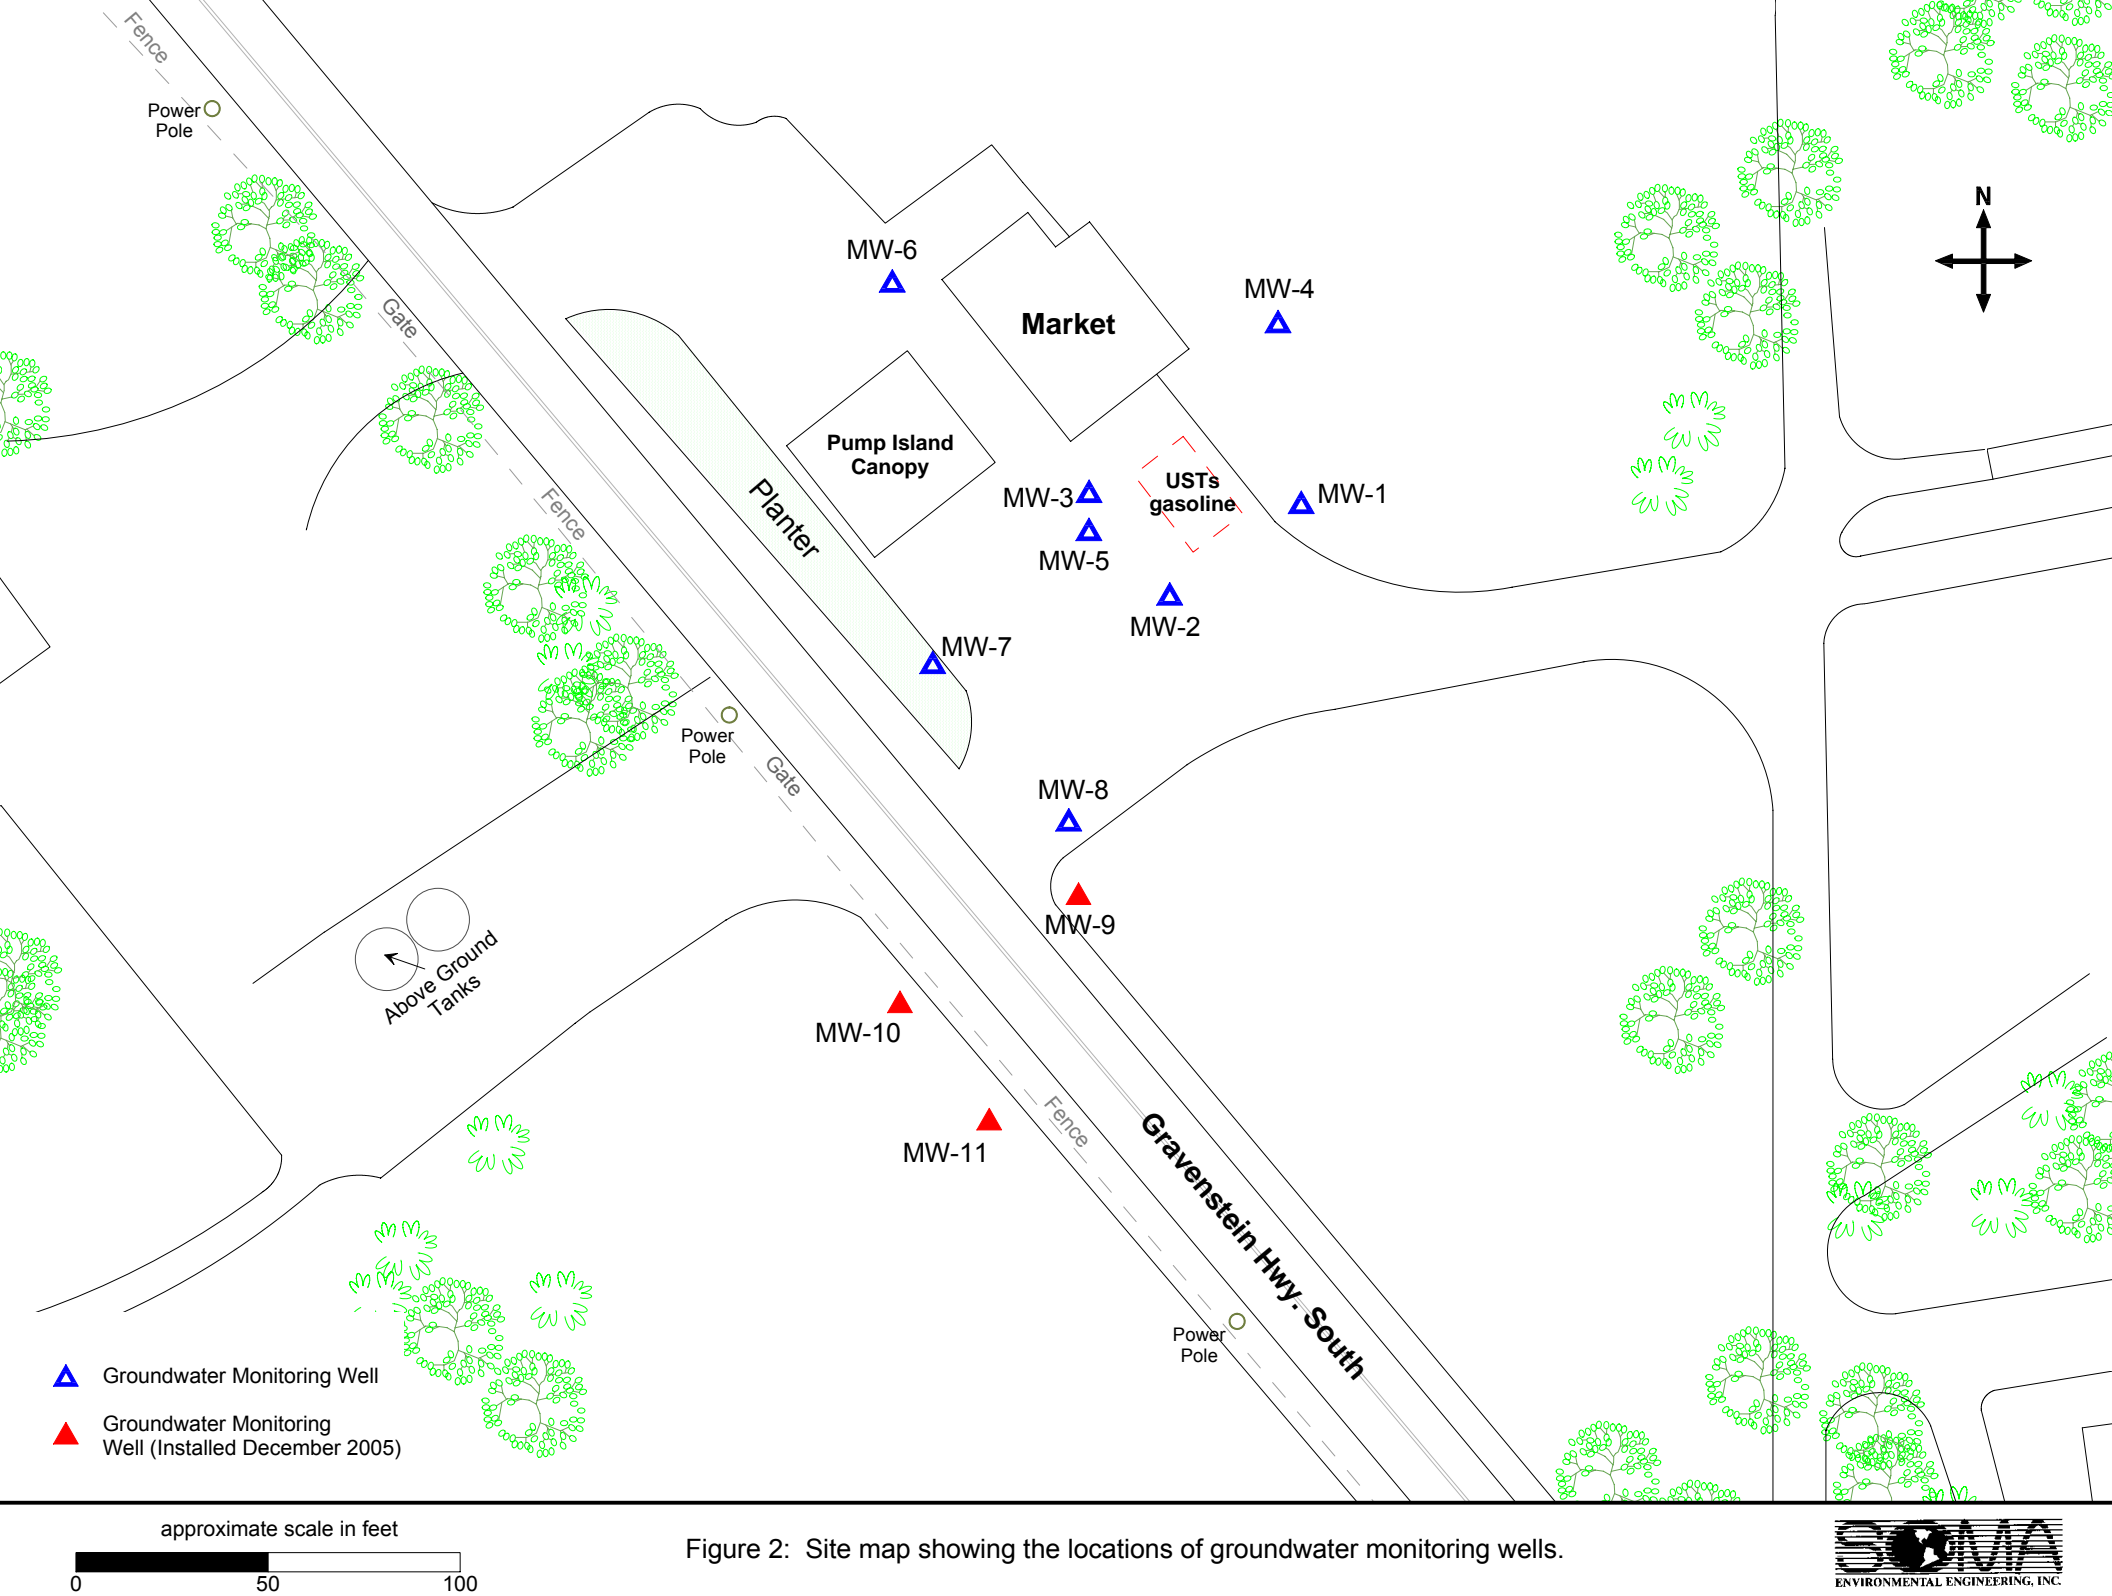 Fence
Power
Pole
N
MW-6
MW-4
Gate
Market
Pump Island
Canopy
USTs
gasoline
MW-3
MW-1
Planter
Fence
MW-5
MW-2
MW-7
Power
Pole
Gate
MW-8
MW-9
Above Ground
Tanks
MW-10
Fence
MW-11
Gravenstein Hwy. South
Power
Pole
Groundwater Monitoring Well
Groundwater Monitoring
Well (Installed December 2005)
approximate scale in feet
0 50 100
Figure 2: Site map showing the locations of groundwater monitoring wells.
SOMA
ENVIRONMENTAL ENGINEERING, INC.